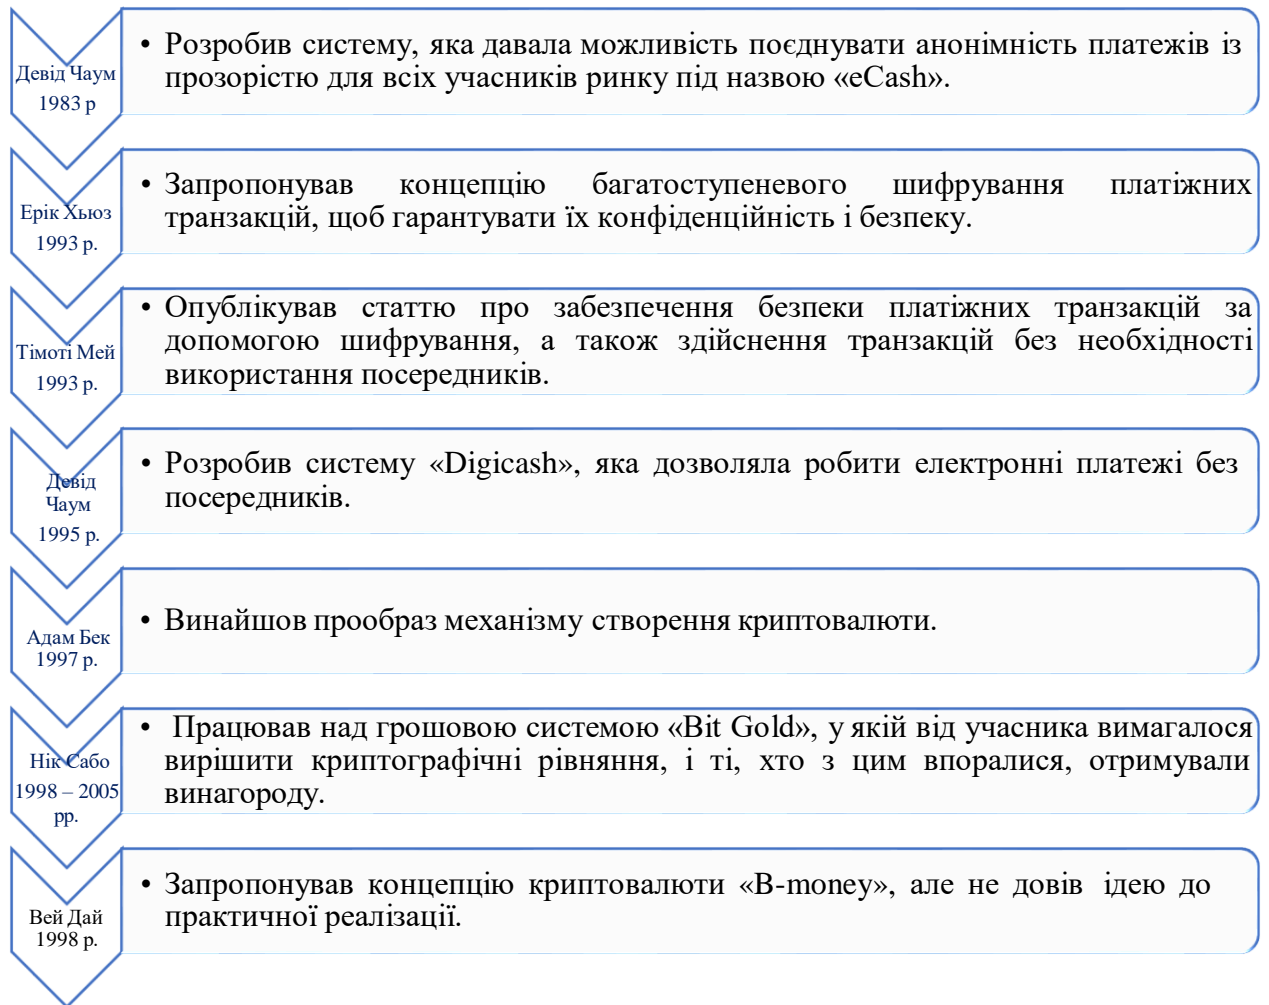 Девід Чаум
1983 р
• Розробив систему, яка давала можливість поєднувати анонімність платежів із
прозорістю для всіх учасників ринку під назвою «eCash».
Ерік Хьюз
1993 р.
• Запропонував концепцію багатоступеневого шифрування платіжних
транзакцій, щоб гарантувати їх конфіденційність і безпеку.
Тімоті Мей
1993 р.
• Опублікував статтю про забезпечення безпеки платіжних транзакцій за
допомогою шифрування, а також здійснення транзакцій без необхідності
використання посередників.
Девід
Чаум
1995 р.
• Розробив систему «Digicash», яка дозволяла робити електронні платежі без
посередників.
Адам Бек
1997 р.
• Винайшов прообраз механізму створення криптовалюти.
Нік Сабо
1998 – 2005
рр.
• Працював над грошовою системою «Bit Gold», у якій від учасника вимагалося
вирішити криптографічні рівняння, і ті, хто з цим впоралися, отримували
винагороду.
Вей Дай
1998 р.
• Запропонував концепцію криптовалюти «B-money», але не довів ідею до
практичної реалізації.